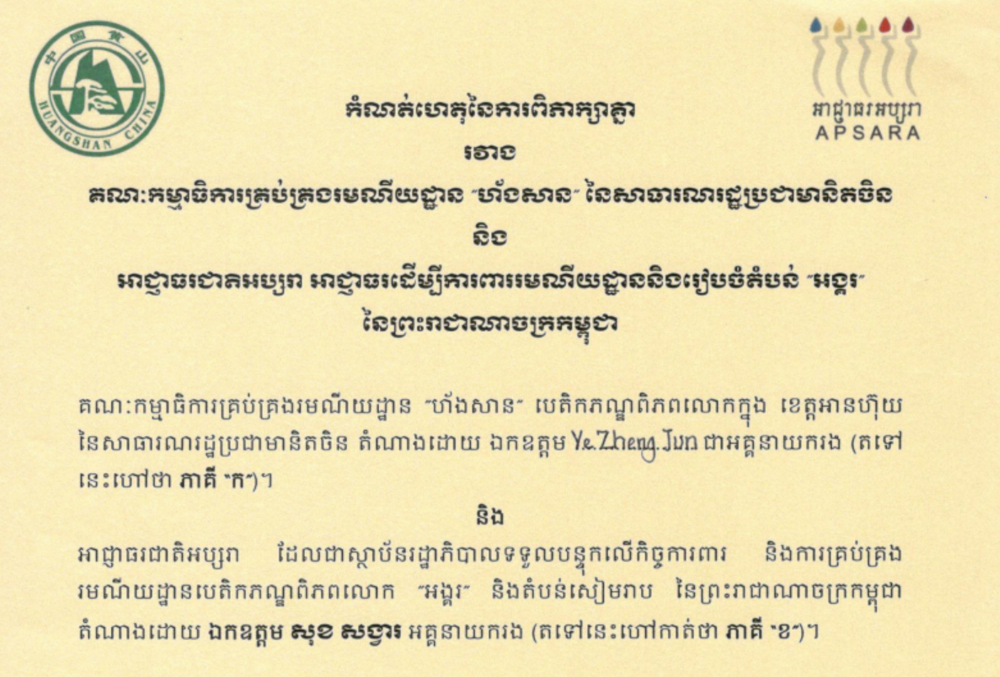 中国黄山
HUANGSHAN CHINA
អាជ្ញាធរអប្សរា
APSARA
កំណត់ហេតុនៃការពិភាក្សាគ្នា
រវាង
គណៈកម្មាធិការគ្រប់គ្រងរមណីយដ្ឋាន "ហ័ងសាន" នៃសាធារណរដ្ឋប្រជាមានិតចិន
និង
អាជ្ញាធរជាតិអប្សរា អាជ្ញាធរដើម្បីការពាររមណីយដ្ឋាននិងរៀបចំតំបន់ "អង្គរ"
នៃព្រះរាជាណាចក្រកម្ពុជា
គណៈកម្មាធិការគ្រប់គ្រងរមណីយដ្ឋាន "ហ័ងសាន" បេតិកភណ្ឌពិភពលោកក្នុង ខេត្តអានហ៊ុយ
នៃសាធារណរដ្ឋប្រជាមានិតចិន តំណាងដោយ ឯកឧត្តម Ye.Zheng.Jun ជាអគ្គនាយករង (តទៅ
នេះហៅថា ភាគី "ក")។
និង
អាជ្ញាធរជាតិអប្សរា ដែលជាស្ថាប័នរដ្ឋាភិបាលទទួលបន្ទុកលើកិច្ចការពារ និងការគ្រប់គ្រង
រមណីយដ្ឋានបេតិកភណ្ឌពិភពលោក "អង្គរ" និងតំបន់សៀមរាប នៃព្រះរាជាណាចក្រកម្ពុជា
តំណាងដោយ ឯកឧត្តម សុខ សង្វារ អគ្គនាយករង (តទៅនេះហៅកាត់ថា ភាគី "ខ")។